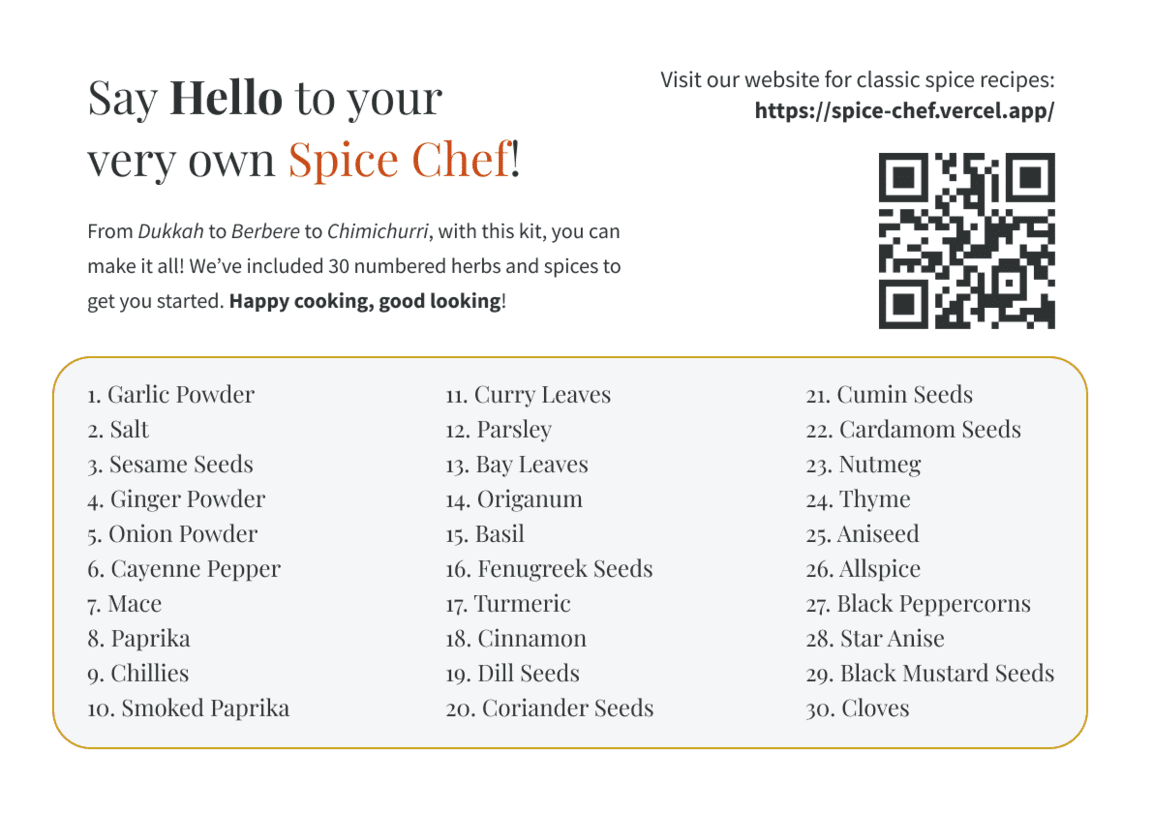 Say Hello to your
very own Spice Chef!
From Dukkah to Berbere to Chimichurri, with this kit, you can
make it all! We’ve included 30 numbered herbs and spices to
get you started. Happy cooking, good looking!
Visit our website for classic spice recipes:
https://spice-chef.vercel.app/
1. Garlic Powder
2. Salt
3. Sesame Seeds
4. Ginger Powder
5. Onion Powder
6. Cayenne Pepper
7. Mace
8. Paprika
9. Chillies
10. Smoked Paprika
11. Curry Leaves
12. Parsley
13. Bay Leaves
14. Origanum
15. Basil
16. Fenugreek Seeds
17. Turmeric
18. Cinnamon
19. Dill Seeds
20. Coriander Seeds
21. Cumin Seeds
22. Cardamom Seeds
23. Nutmeg
24. Thyme
25. Aniseed
26. Allspice
27. Black Peppercorns
28. Star Anise
29. Black Mustard Seeds
30. Cloves